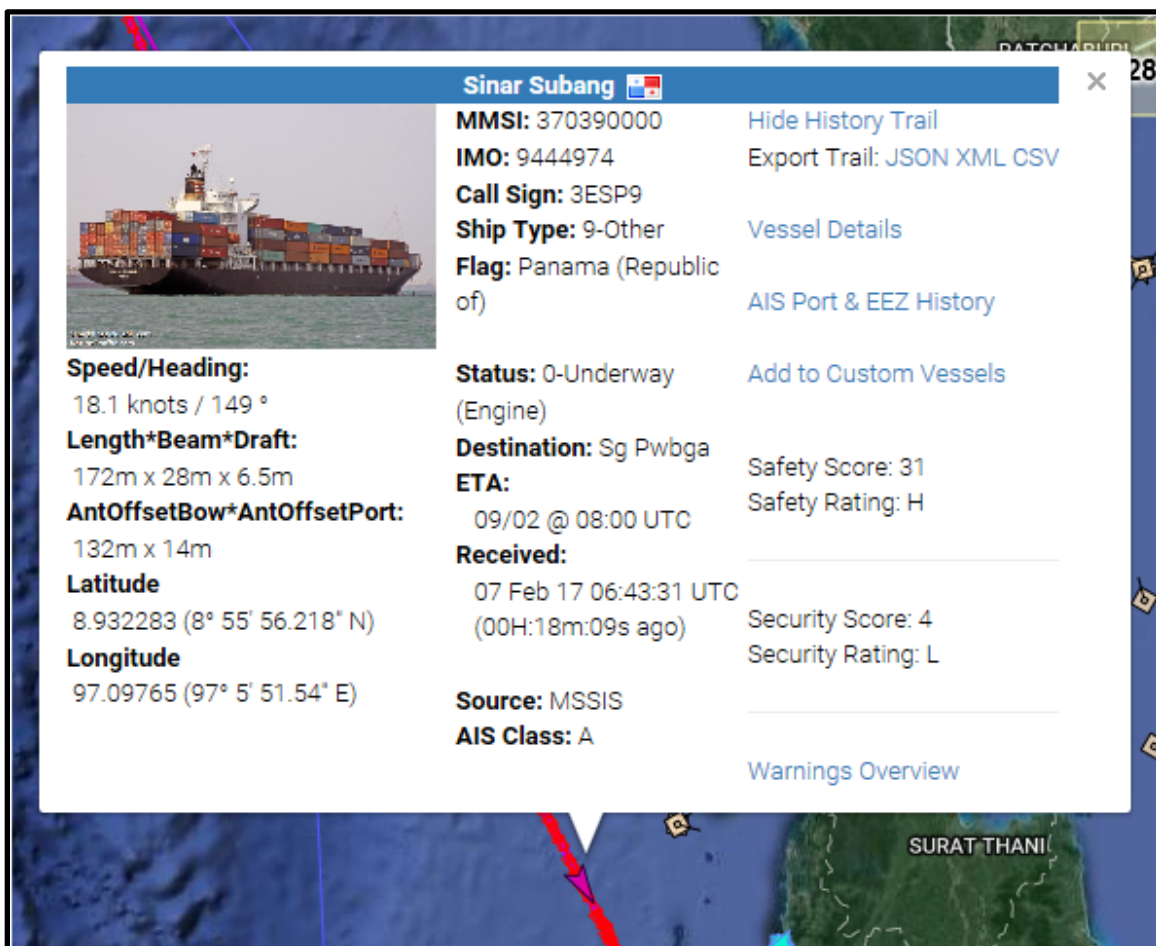 PATCHABURI
28
Sinar Subang
×
MMSI: 370390000
IMO: 9444974
Call Sign: 3ESP9
Ship Type: 9-Other
Flag: Panama (Republic
of)
Status: 0-Underway
(Engine)
Destination: Sg Pwbga
ETA:
09/02 @ 08:00 UTC
Received:
07 Feb 17 06:43:31 UTC
(00H:18m:09s ago)
Source: MSSIS
AIS Class: A
Speed/Heading:
18.1 knots / 149 °
Length*Beam*Draft:
172m x 28m x 6.5m
AntOffsetBow*AntOffsetPort:
132m x 14m
Latitude
8.932283 (8° 55' 56.218" N)
Longitude
97.09765 (97° 5' 51.54" E)
Hide History Trail
Export Trail: JSON XML CSV
Vessel Details
AIS Port & EEZ History
Add to Custom Vessels
Safety Score: 31
Safety Rating: H
Security Score: 4
Security Rating: L
Warnings Overview
SURAT THANI